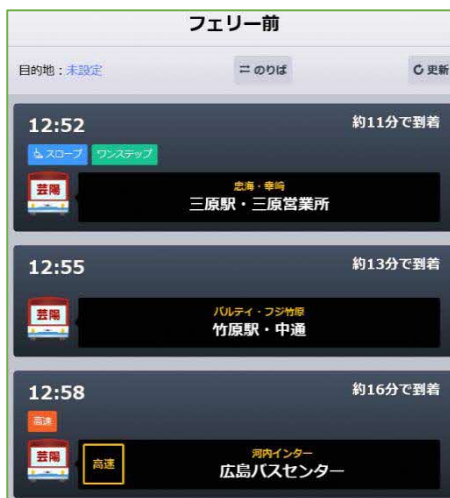 フェリー前
目的地：未設定
のりば
更新
12:52
約11分で到着
スロープ ワンステップ
芸陽
忠海・幸崎
三原駅・三原営業所
12:55
約13分で到着
芸陽
パルティ・フジ竹原
竹原駅・中通
12:58
約16分で到着
高速
芸陽
高速
河内インター
広島バスセンター